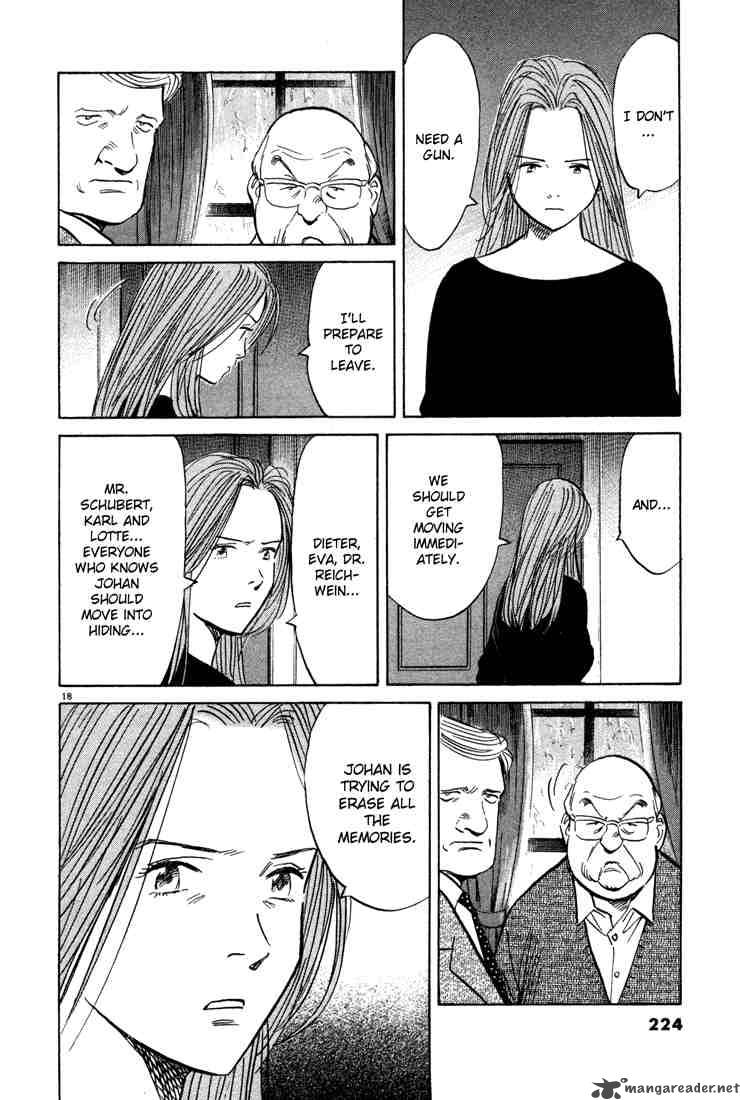 I DON'T
...
NEED A
GUN.
I'LL
PREPARE
TO
LEAVE.
AND...
WE
SHOULD
GET
MOVING
IMMEDI-
ATELY.
DIETER,
EVA, DR.
REICH-
WEIN...
MR.
SCHUBERT,
KARL AND
LOTTE...
EVERYONE
WHO KNOWS
JOHAN
SHOULD
MOVE INTO
HIDING...
18
JOHAN IS
TRYING TO
ERASE ALL
THE
MEMORIES.
224
mangareader.net